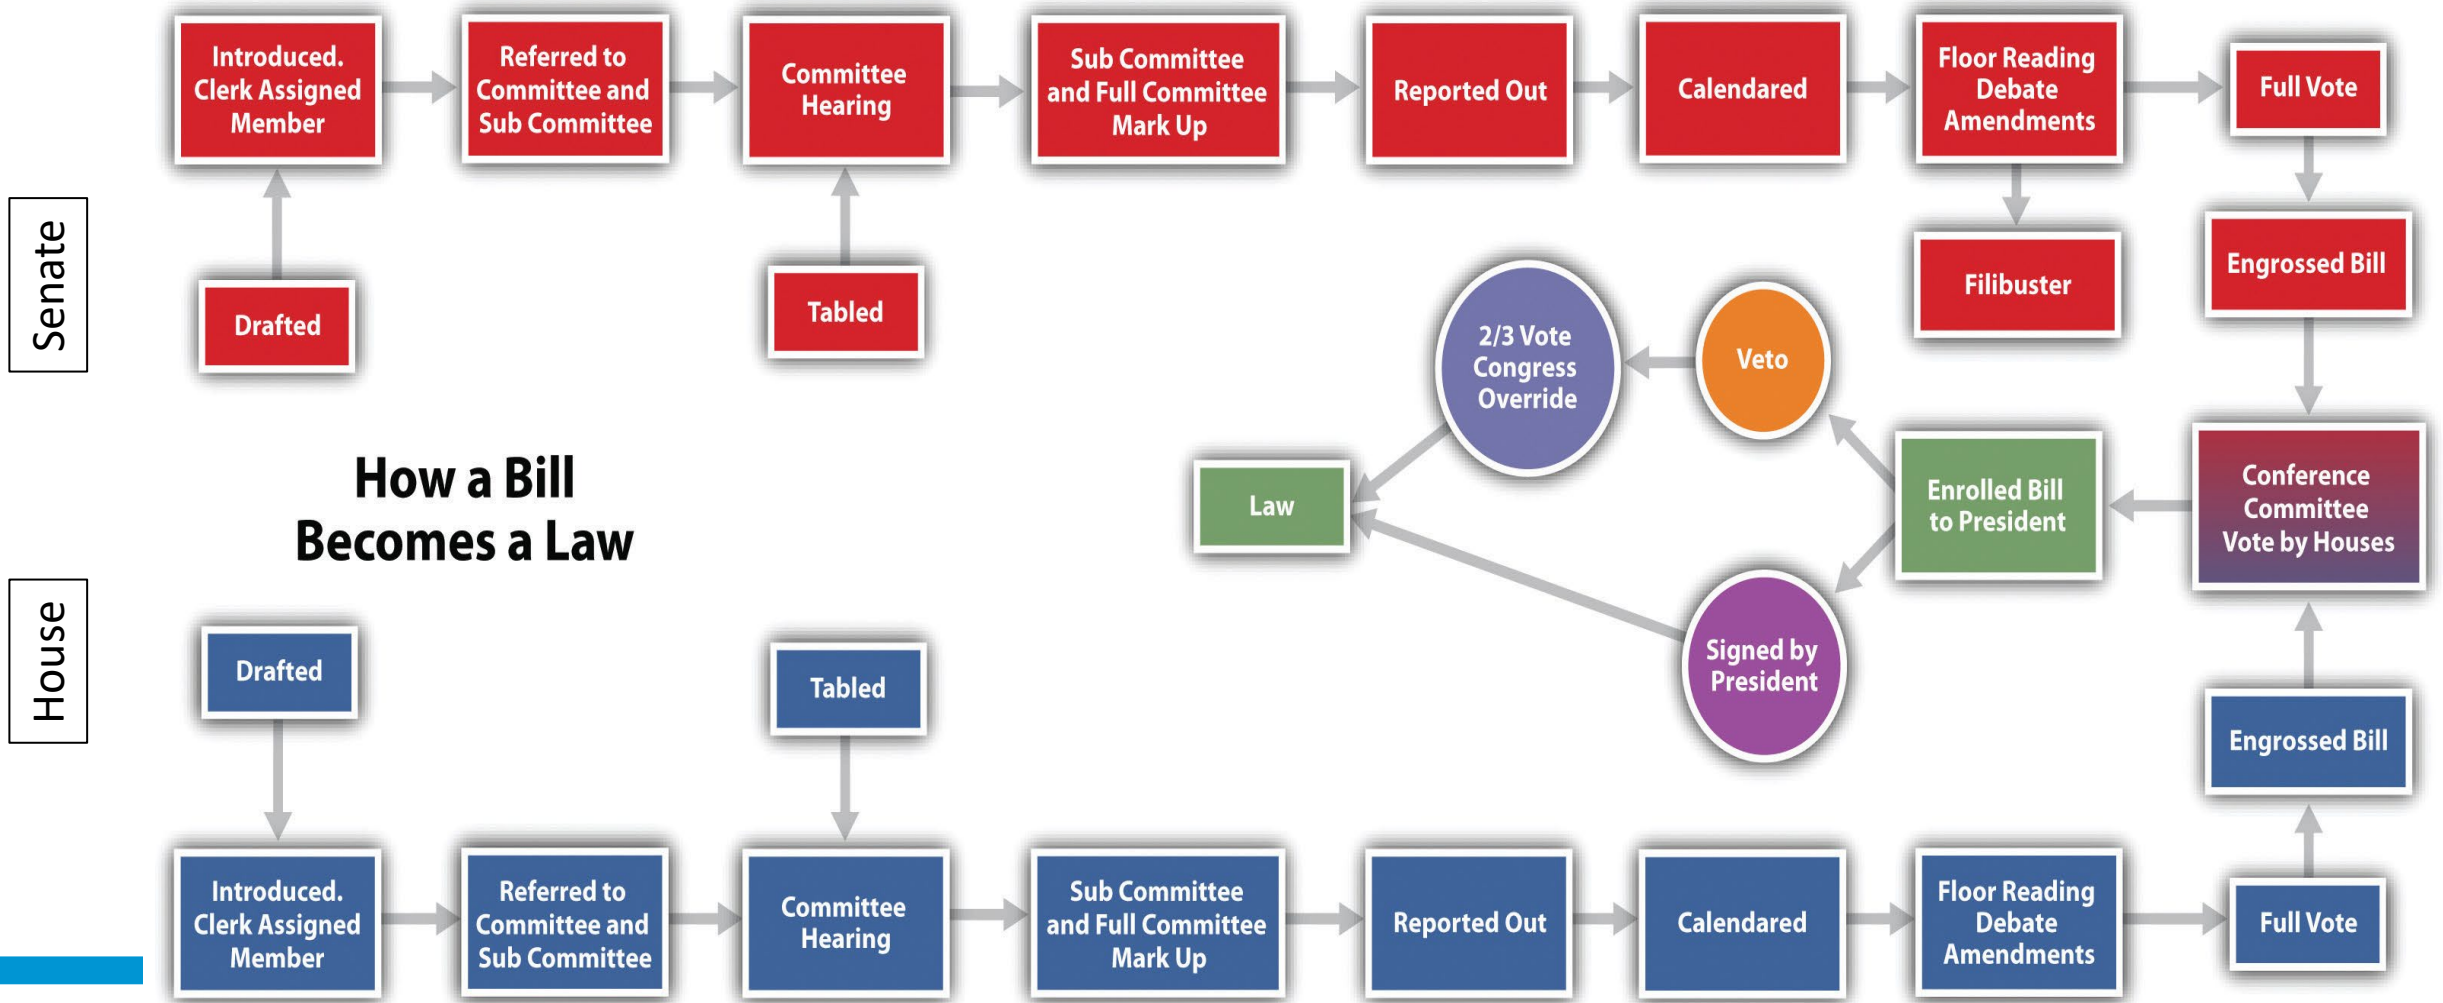 Introduced.
Clerk Assigned
Member
Referred to
Committee and
Sub Committee
Committee
Hearing
Sub Committee
and Full Committee
Mark Up
Reported Out
Calendared
Floor Reading
Debate
Amendments
Full Vote
Senate
Drafted
Tabled
Filibuster
Engrossed Bill
2/3 Vote
Congress
Override
Veto
How a Bill
Becomes a Law
Law
Enrolled Bill
to President
Conference
Committee
Vote by Houses
House
Drafted
Tabled
Signed by
President
Engrossed Bill
Introduced.
Clerk Assigned
Member
Referred to
Committee and
Sub Committee
Committee
Hearing
Sub Committee
and Full Committee
Mark Up
Reported Out
Calendared
Floor Reading
Debate
Amendments
Full Vote